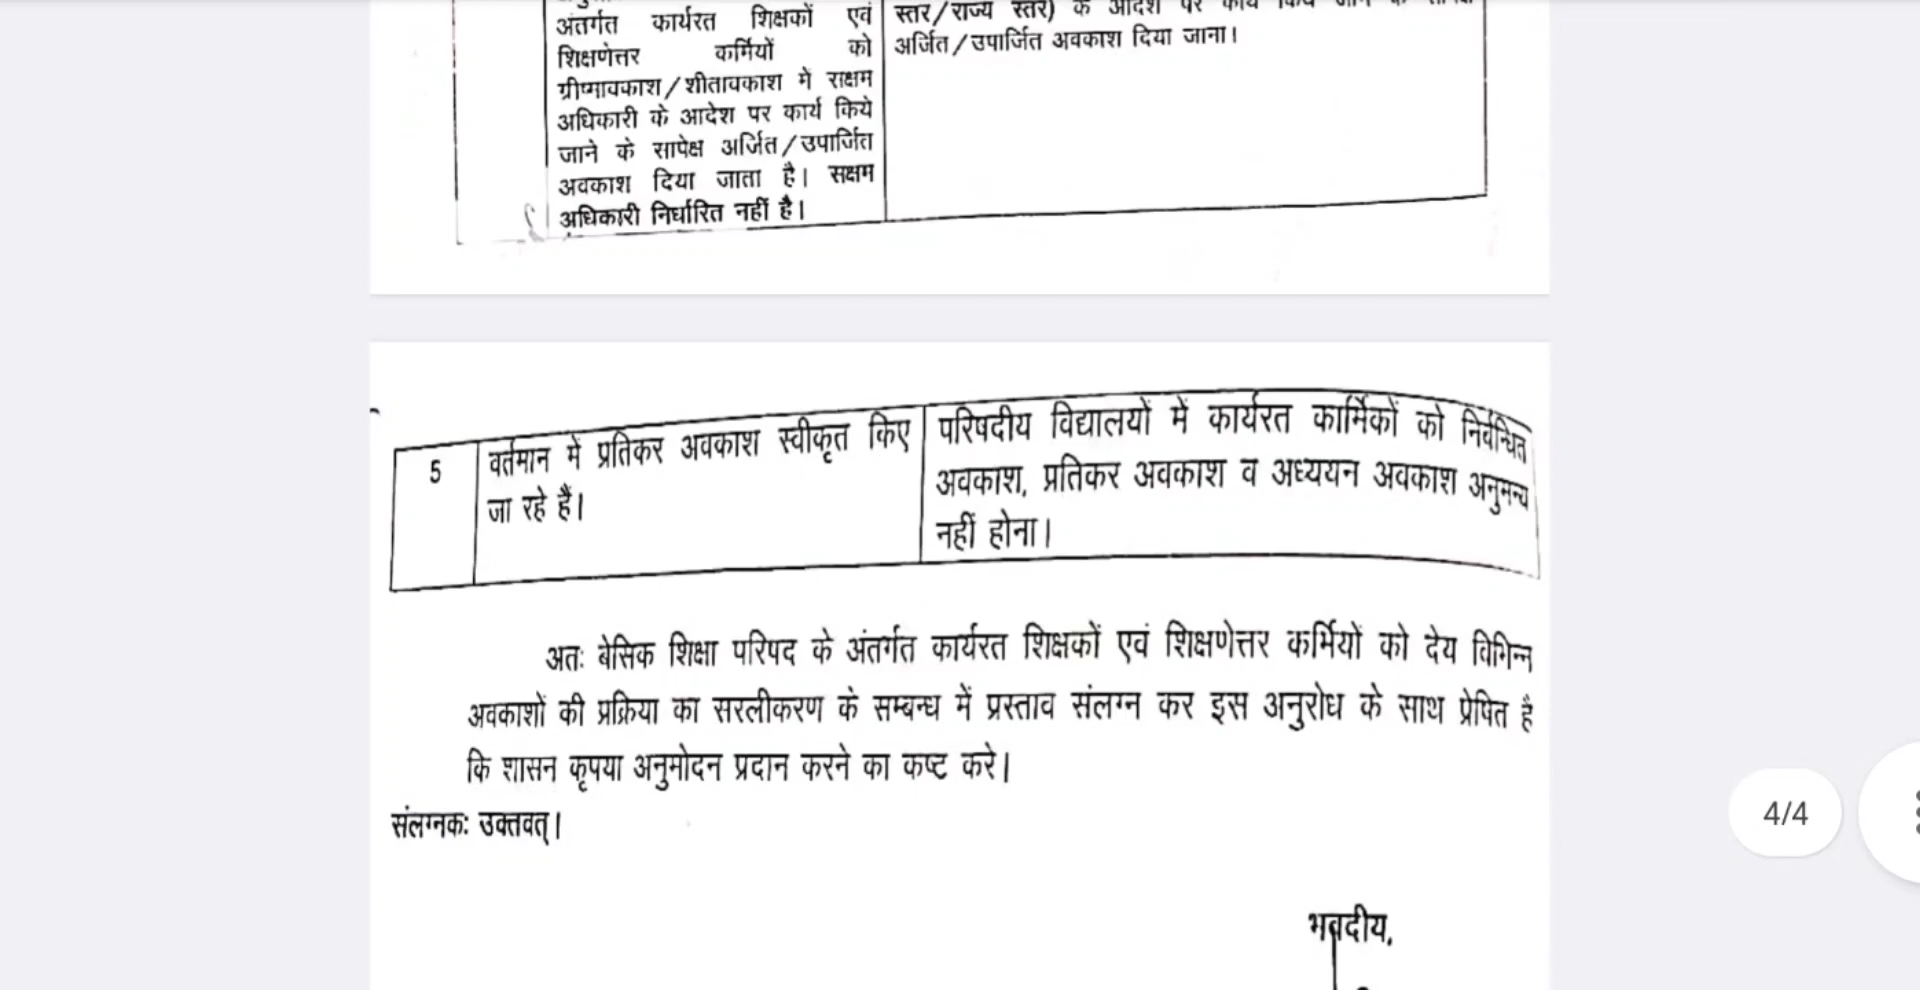 अंतर्गत कार्यरत शिक्षकों एवं
शिक्षणेत्तर कर्मियों को
ग्रीष्मावकाश/शीतावकाश में सक्षम
अधिकारी के आदेश पर कार्य किये
जाने के सापेक्ष अर्जित/उपार्जित
अवकाश दिया जाता है। सक्षम
अधिकारी निर्धारित नहीं है।
स्तर/राज्य स्तर) के आदेश पर कार्य किये जाने के
अर्जित/उपार्जित अवकाश दिया जाना।
5
वर्तमान में प्रतिकर अवकाश स्वीकृत किए
जा रहे हैं।
परिषदीय विद्यालयों में कार्यरत कार्मिकों को निर्वन्धित
अवकाश, प्रतिकर अवकाश व अध्ययन अवकाश अनुमन्य
नहीं होना।
अतः बेसिक शिक्षा परिषद के अंतर्गत कार्यरत शिक्षकों एवं शिक्षणेत्तर कर्मियों को देय विभिन्न
अवकाशों की प्रक्रिया का सरलीकरण के सम्बन्ध में प्रस्ताव संलग्न कर इस अनुरोध के साथ प्रेषित है
कि शासन कृपया अनुमोदन प्रदान करने का कष्ट करे।
संलग्नकः उक्तवत्।
4/4
भवदीय,